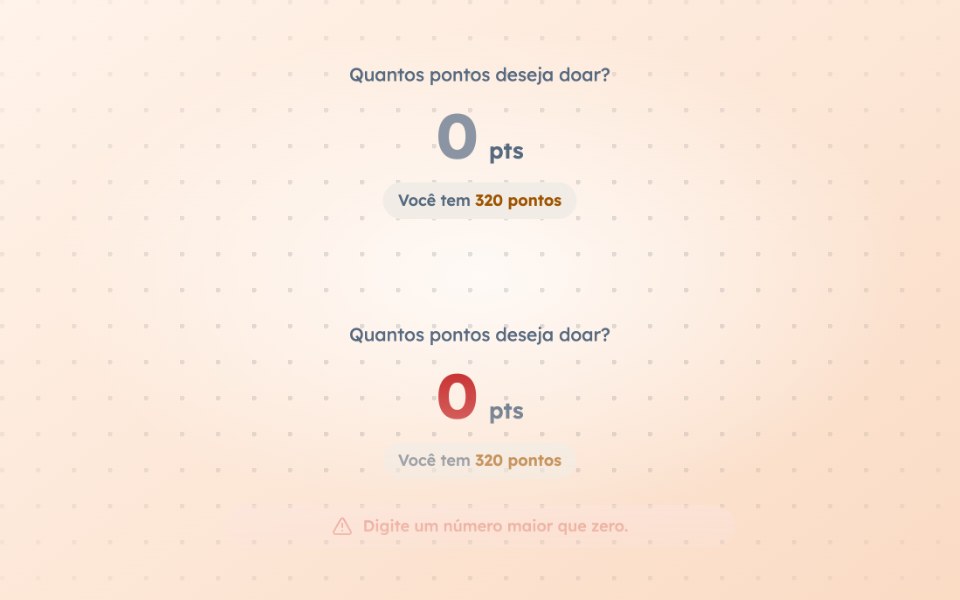 Quantos pontos deseja doar?
0 pts
Você tem 320 pontos
Quantos pontos deseja doar?
0 pts
Você tem 320 pontos
Digite um número maior que zero.